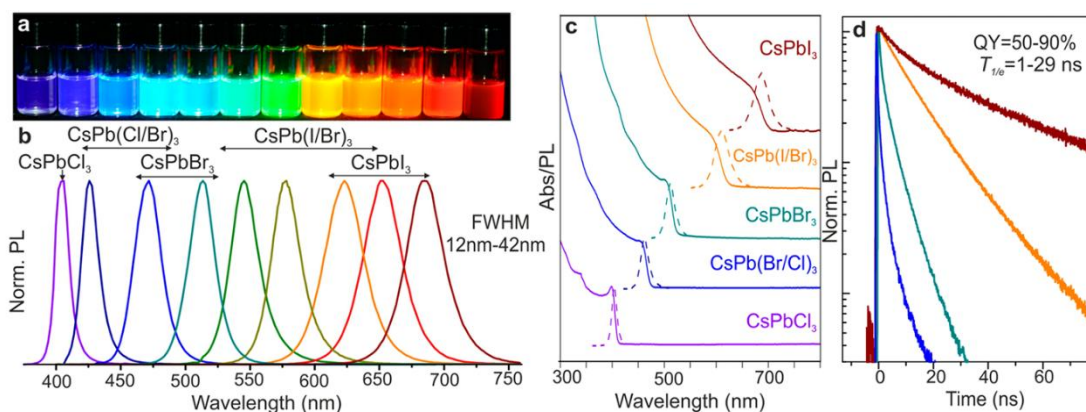 a
b
CsPb(Cl/Br)₃
CsPb(I/Br)₃
CsPbCl₃
CsPbBr₃
CsPbI₃
FWHM
12nm-42nm
Norm. PL
400 450 500 550 600 650 700 750
Wavelength (nm)
c
CsPbI₃
CsPb(I/Br)₃
CsPbBr₃
CsPb(Br/Cl)₃
CsPbCl₃
Abs/PL
300 500 700
Wavelength (nm)
d
QY=50-90%
T1/e=1-29 ns
Norm. PL
0 20 40 60
Time (ns)